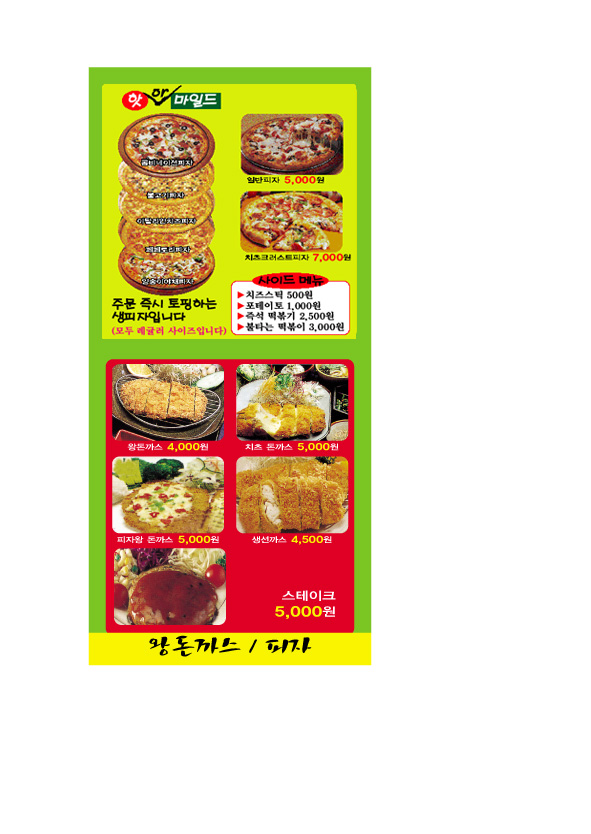 핫 맛 마일드
콤비네이션피자
불고기피자
이탈리안치즈피자
페페로리피자
일반피자 5,000원
치즈크러스트피자 7,000원
주문 즉시 토핑하는
생피자입니다
(모두 레귤러 사이즈입니다)
사이드 메뉴
▶치즈스틱 500원
▶포테이토 1,000원
▶즉석 떡볶기 2,500원
▶불타는 떡볶이 3,000원
왕돈까스 4,000원
치츠 돈까스 5,000원
피자왕 돈까스 5,000원
생선까스 4,500원
스테이크
5,000원
왕돈까스 / 피자